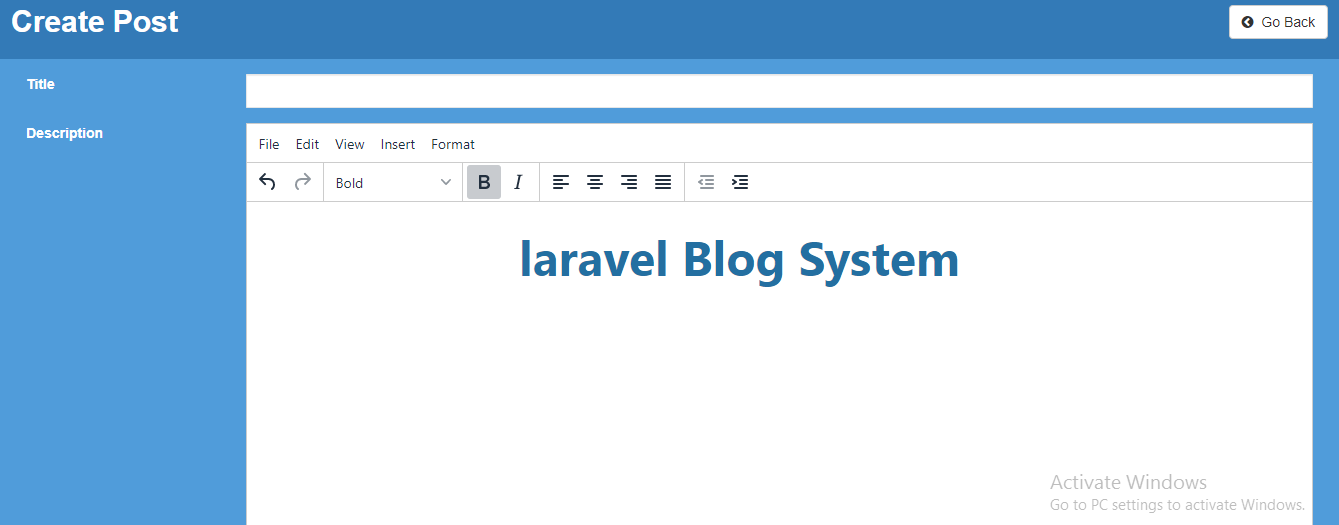 Create Post
Go Back
Title
Description
File Edit View Insert Format
Bold B I
laravel Blog System
Activate Windows
Go to PC settings to activate Windows.